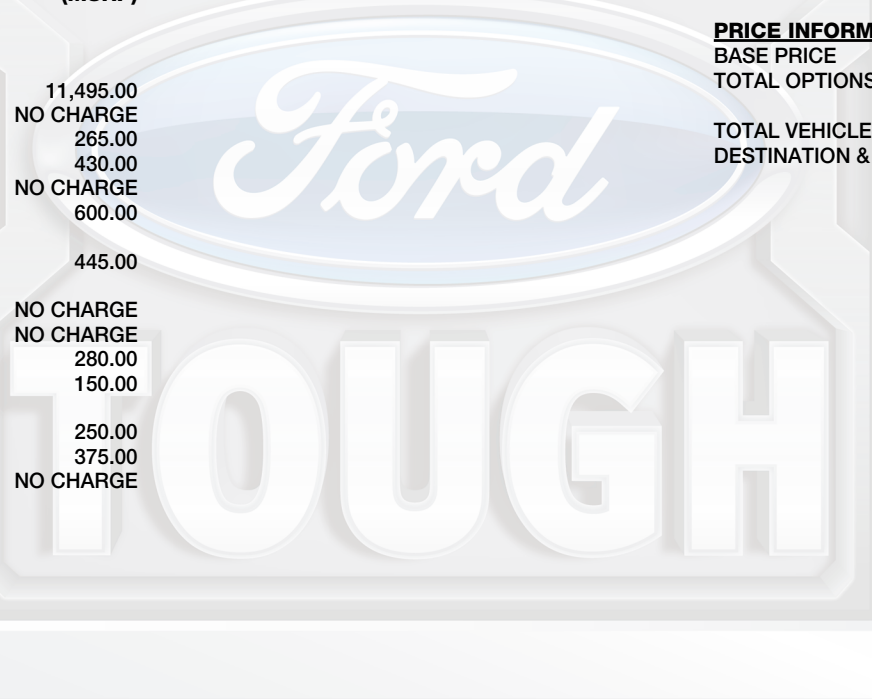 11,495.00
NO CHARGE
265.00
430.00
NO CHARGE
600.00
445.00
NO CHARGE
NO CHARGE
280.00
150.00
250.00
375.00
NO CHARGE
PRICE INFORM
BASE PRICE
TOTAL OPTIONS
TOTAL VEHICLE
DESTINATION &
Ford
TOUGH